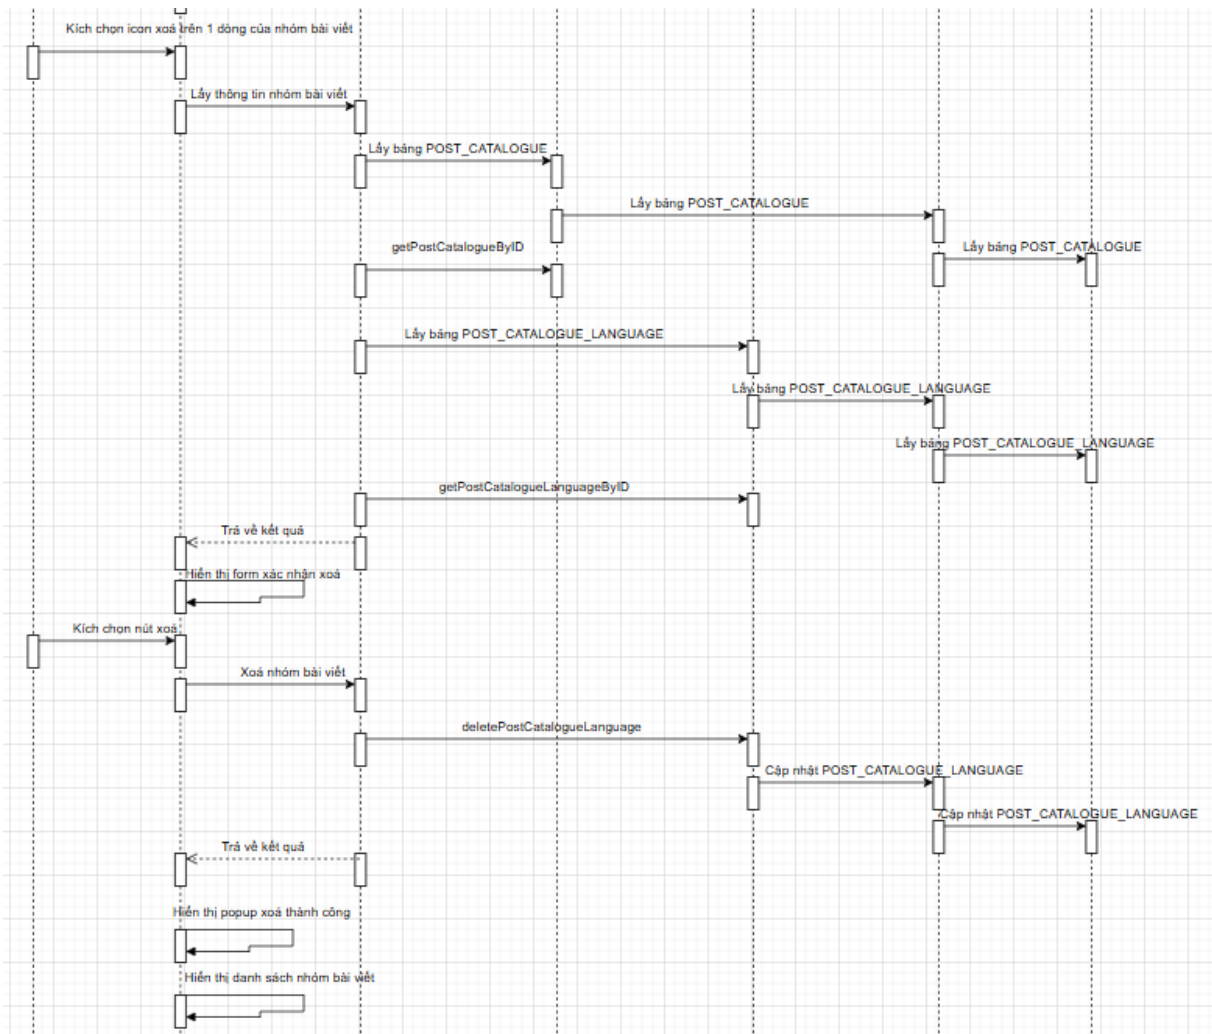 Kích chọn icon xoá trên 1 dòng của nhóm bài viết
Lấy thông tin nhóm bài viết
Lấy bảng POST_CATALOGUE
Lấy bảng POST_CATALOGUE
getPostCatalogueByID
Lấy bảng POST_CATALOGUE
Lấy bảng POST_CATALOGUE_LANGUAGE
Lấy bảng POST_CATALOGUE_LANGUAGE
Lấy bảng POST_CATALOGUE_LANGUAGE
getPostCatalogueLanguageByID
Trả về kết quả
Hiển thị form xác nhận xoá
Kích chọn nút xoá
Xoá nhóm bài viết
deletePostCatalogueLanguage
Cập nhật POST_CATALOGUE_LANGUAGE
Cập nhật POST_CATALOGUE_LANGUAGE
Trả về kết quả
Hiển thị popup xoá thành công
Hiển thị danh sách nhóm bài viết